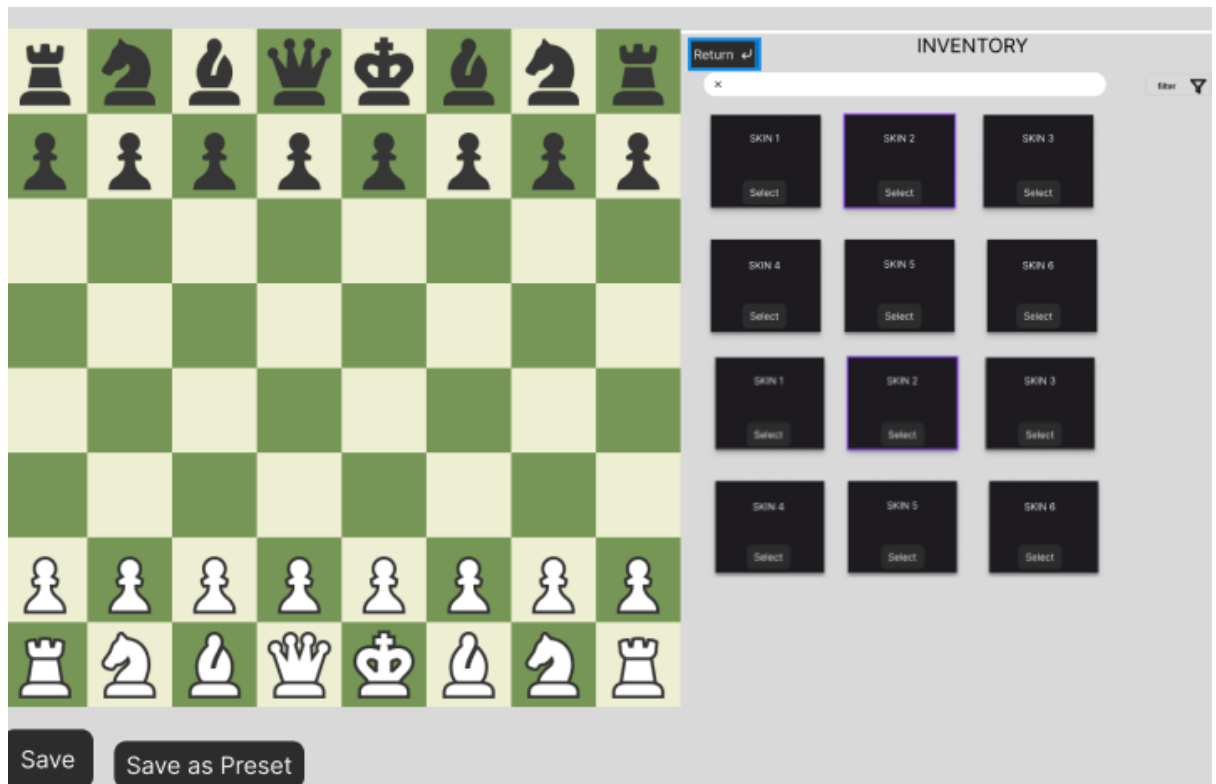 Return
INVENTORY
×
filter
SKIN 1
SKIN 2
SKIN 3
Select
Select
Select
SKIN 4
SKIN 5
SKIN 6
Select
Select
Select
SKIN 1
SKIN 2
SKIN 3
Select
Select
Select
SKIN 4
SKIN 5
SKIN 6
Select
Select
Select
Save
Save as Preset